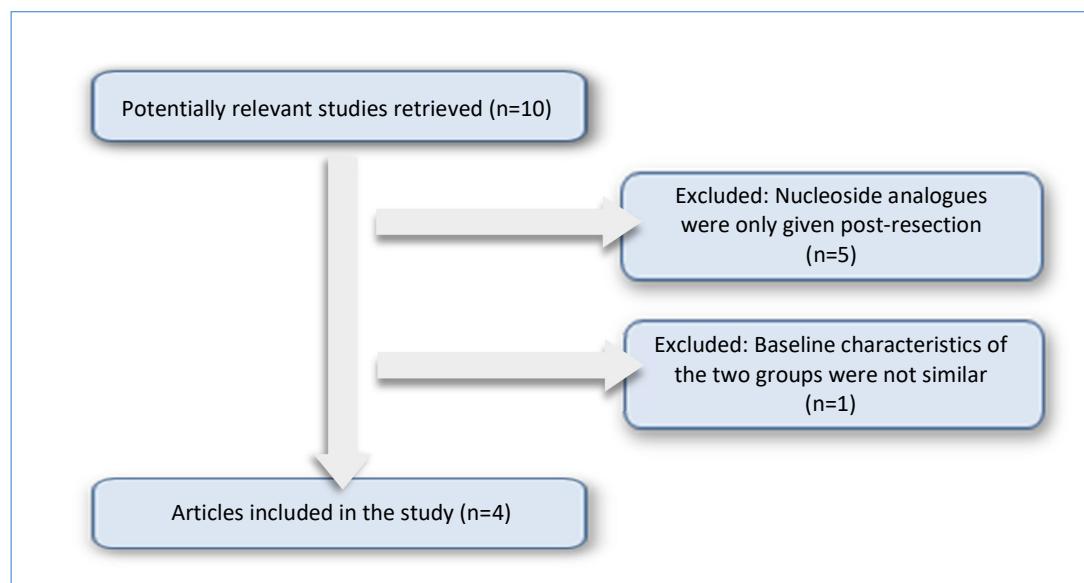 Potentially relevant studies retrieved (n=10)
Excluded: Nucleoside analogues
were only given post-resection
(n=5)
Excluded: Baseline characteristics of
the two groups were not similar
(n=1)
Articles included in the study (n=4)